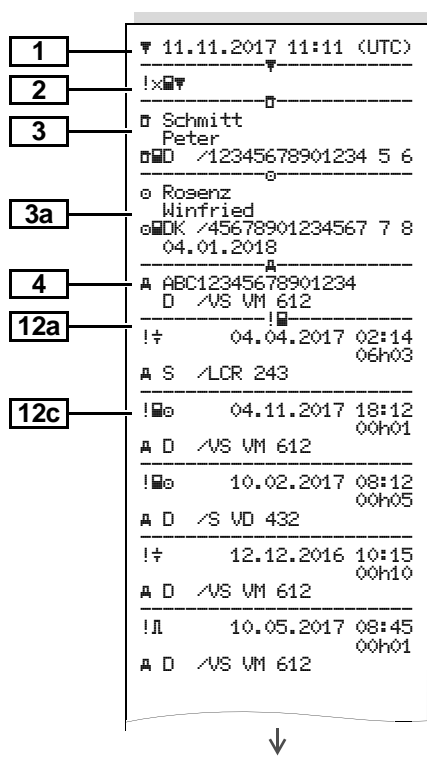 1
▼ 11.11.2017 11:11 (UTC)
2
!x▼
3
Schmitt
Peter
D /12345678901234 5 6
3a
Rogenz
Winfried
DK /45678901234567 7 8
04.01.2018
4
A ABC12345678901234
D /VS VM 612
12a
!÷ 04.04.2017 02:14
06h03
A S /LCR 243
12c
! 04.11.2017 18:12
00h01
A D /VS VM 612
! 10.02.2017 08:12
00h05
A D /S VD 432
!÷ 12.12.2016 10:15
00h10
A D /VS VM 612
!Л 10.05.2017 08:45
00h01
A D /VS VM 612